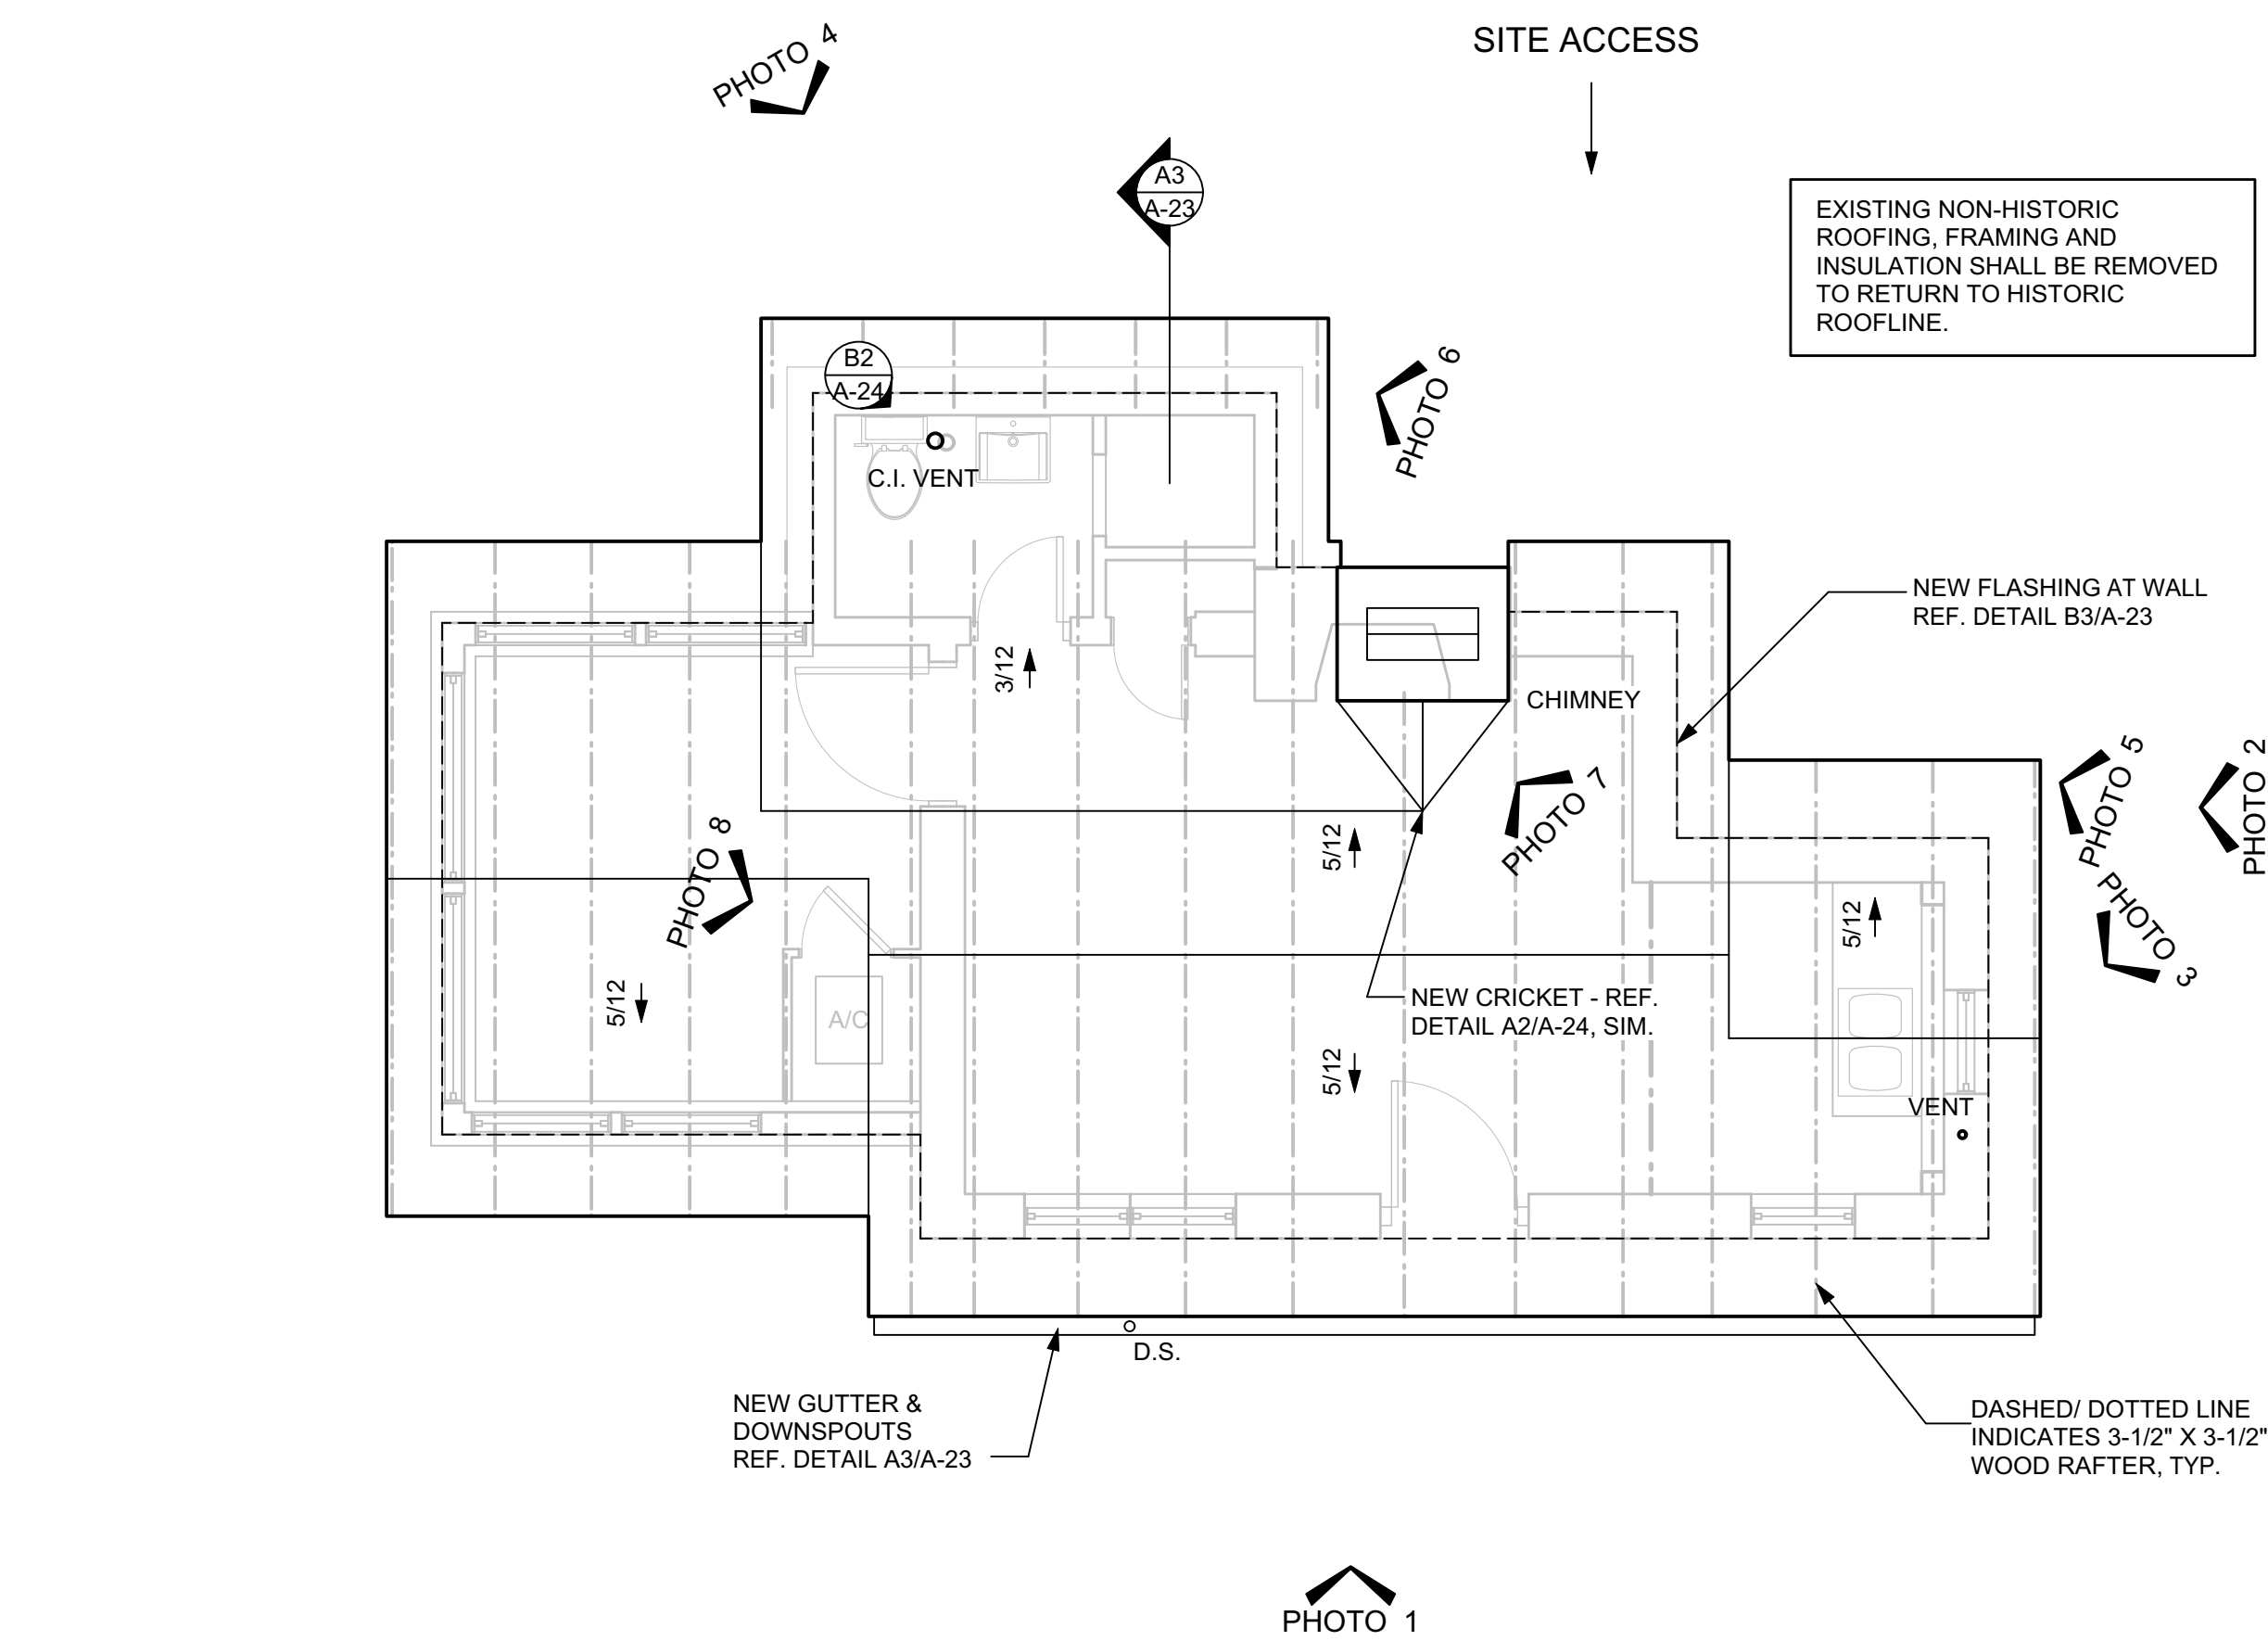 PHOTO 4
SITE ACCESS
A3
A-23
EXISTING NON-HISTORIC
ROOFING, FRAMING AND
INSULATION SHALL BE REMOVED
TO RETURN TO HISTORIC
ROOFLINE.
B2
A-24
PHOTO 6
C.I. VENT
NEW FLASHING AT WALL
REF. DETAIL B3/A-23
3/12
CHIMNEY
PHOTO 5
PHOTO 2
PHOTO 7
PHOTO 8
5/12
5/12
PHOTO 3
5/12
A/C
NEW CRICKET - REF.
DETAIL A2/A-24, SIM.
5/12
VENT
D.S.
NEW GUTTER &
DOWNSPOUTS
REF. DETAIL A3/A-23
DASHED/ DOTTED LINE
INDICATES 3-1/2" X 3-1/2"
WOOD RAFTER, TYP.
PHOTO 1